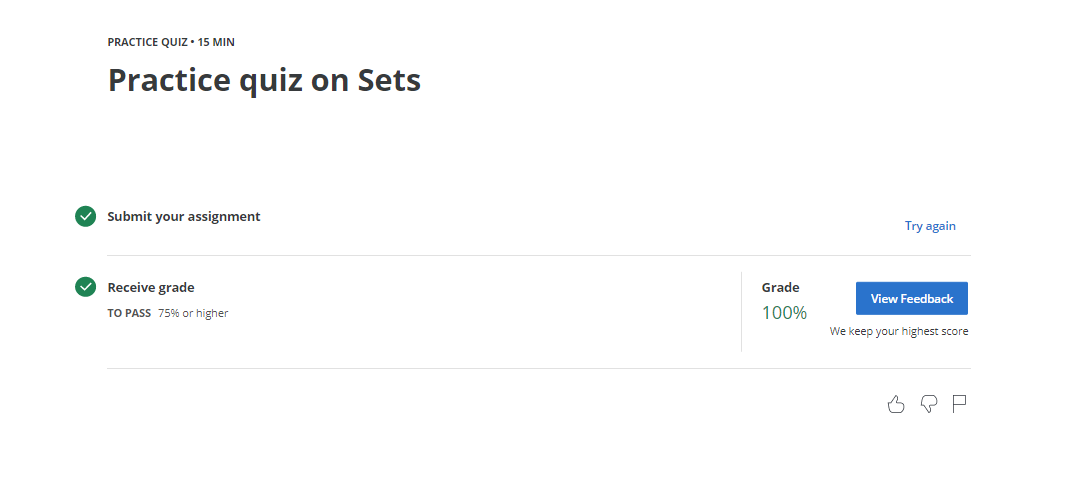 PRACTICE QUIZ • 15 MIN
Practice quiz on Sets
Submit your assignment
Try again
Receive grade
TO PASS 75% or higher
Grade
100%
View Feedback
We keep your highest score